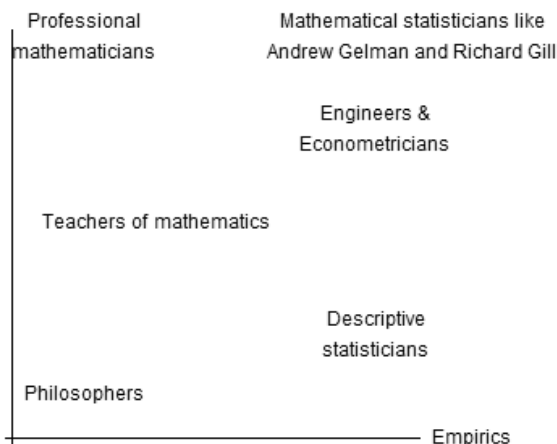 Professional
mathematicians
Mathematical statisticians like
Andrew Gelman and Richard Gill
Engineers &
Econometricians
Teachers of mathematics
Descriptive
statisticians
Philosophers
Empirics